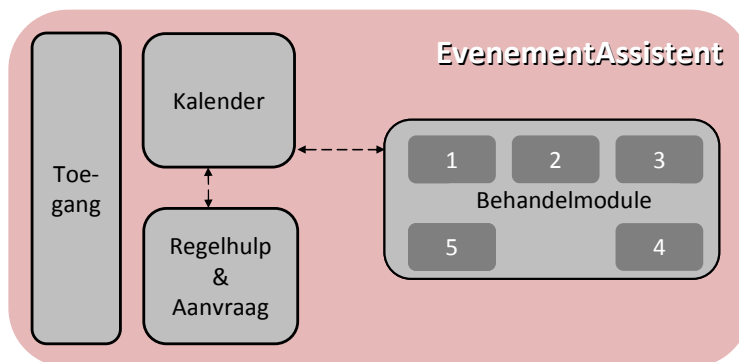 EvenementAssistent
Toe-
gang
Kalender
Regelhulp
&
Aanvraag
1 2 3
Behandelmodule
5 4